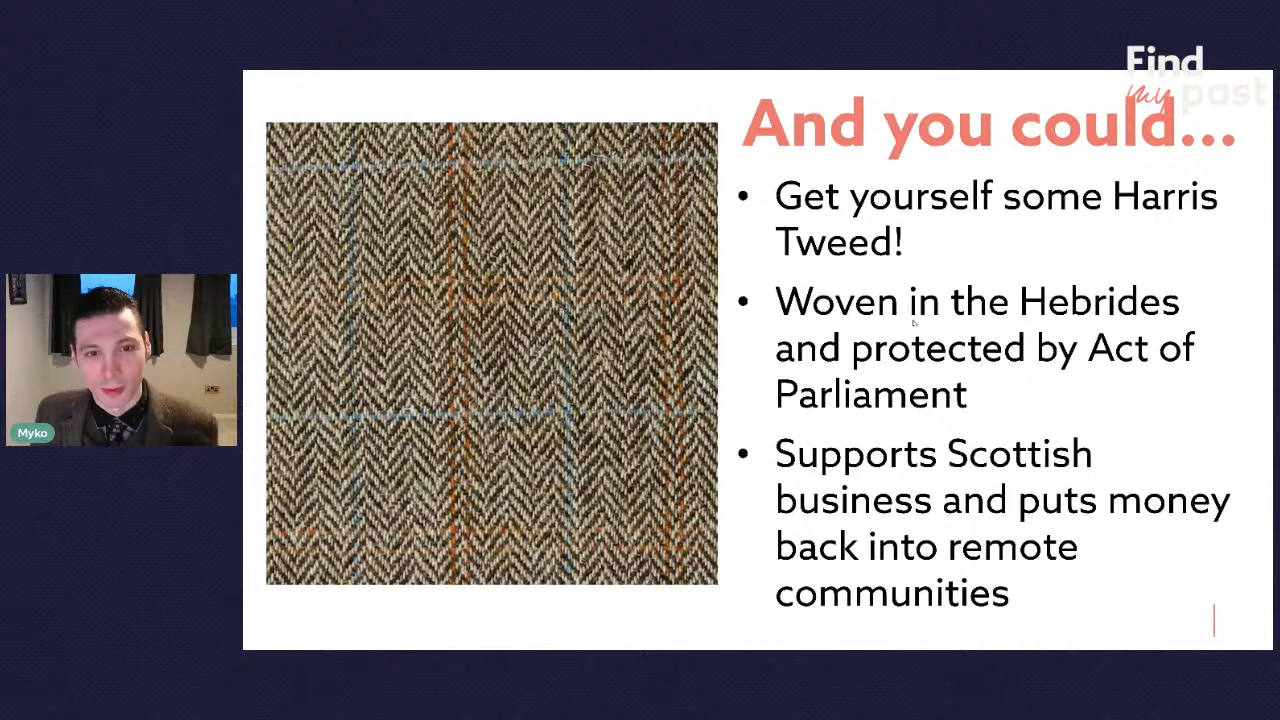 Find
my past
And you could...
• Get yourself some Harris
Tweed!
• Woven in the Hebrides
and protected by Act of
Parliament
• Supports Scottish
business and puts money
back into remote
communities
Myko